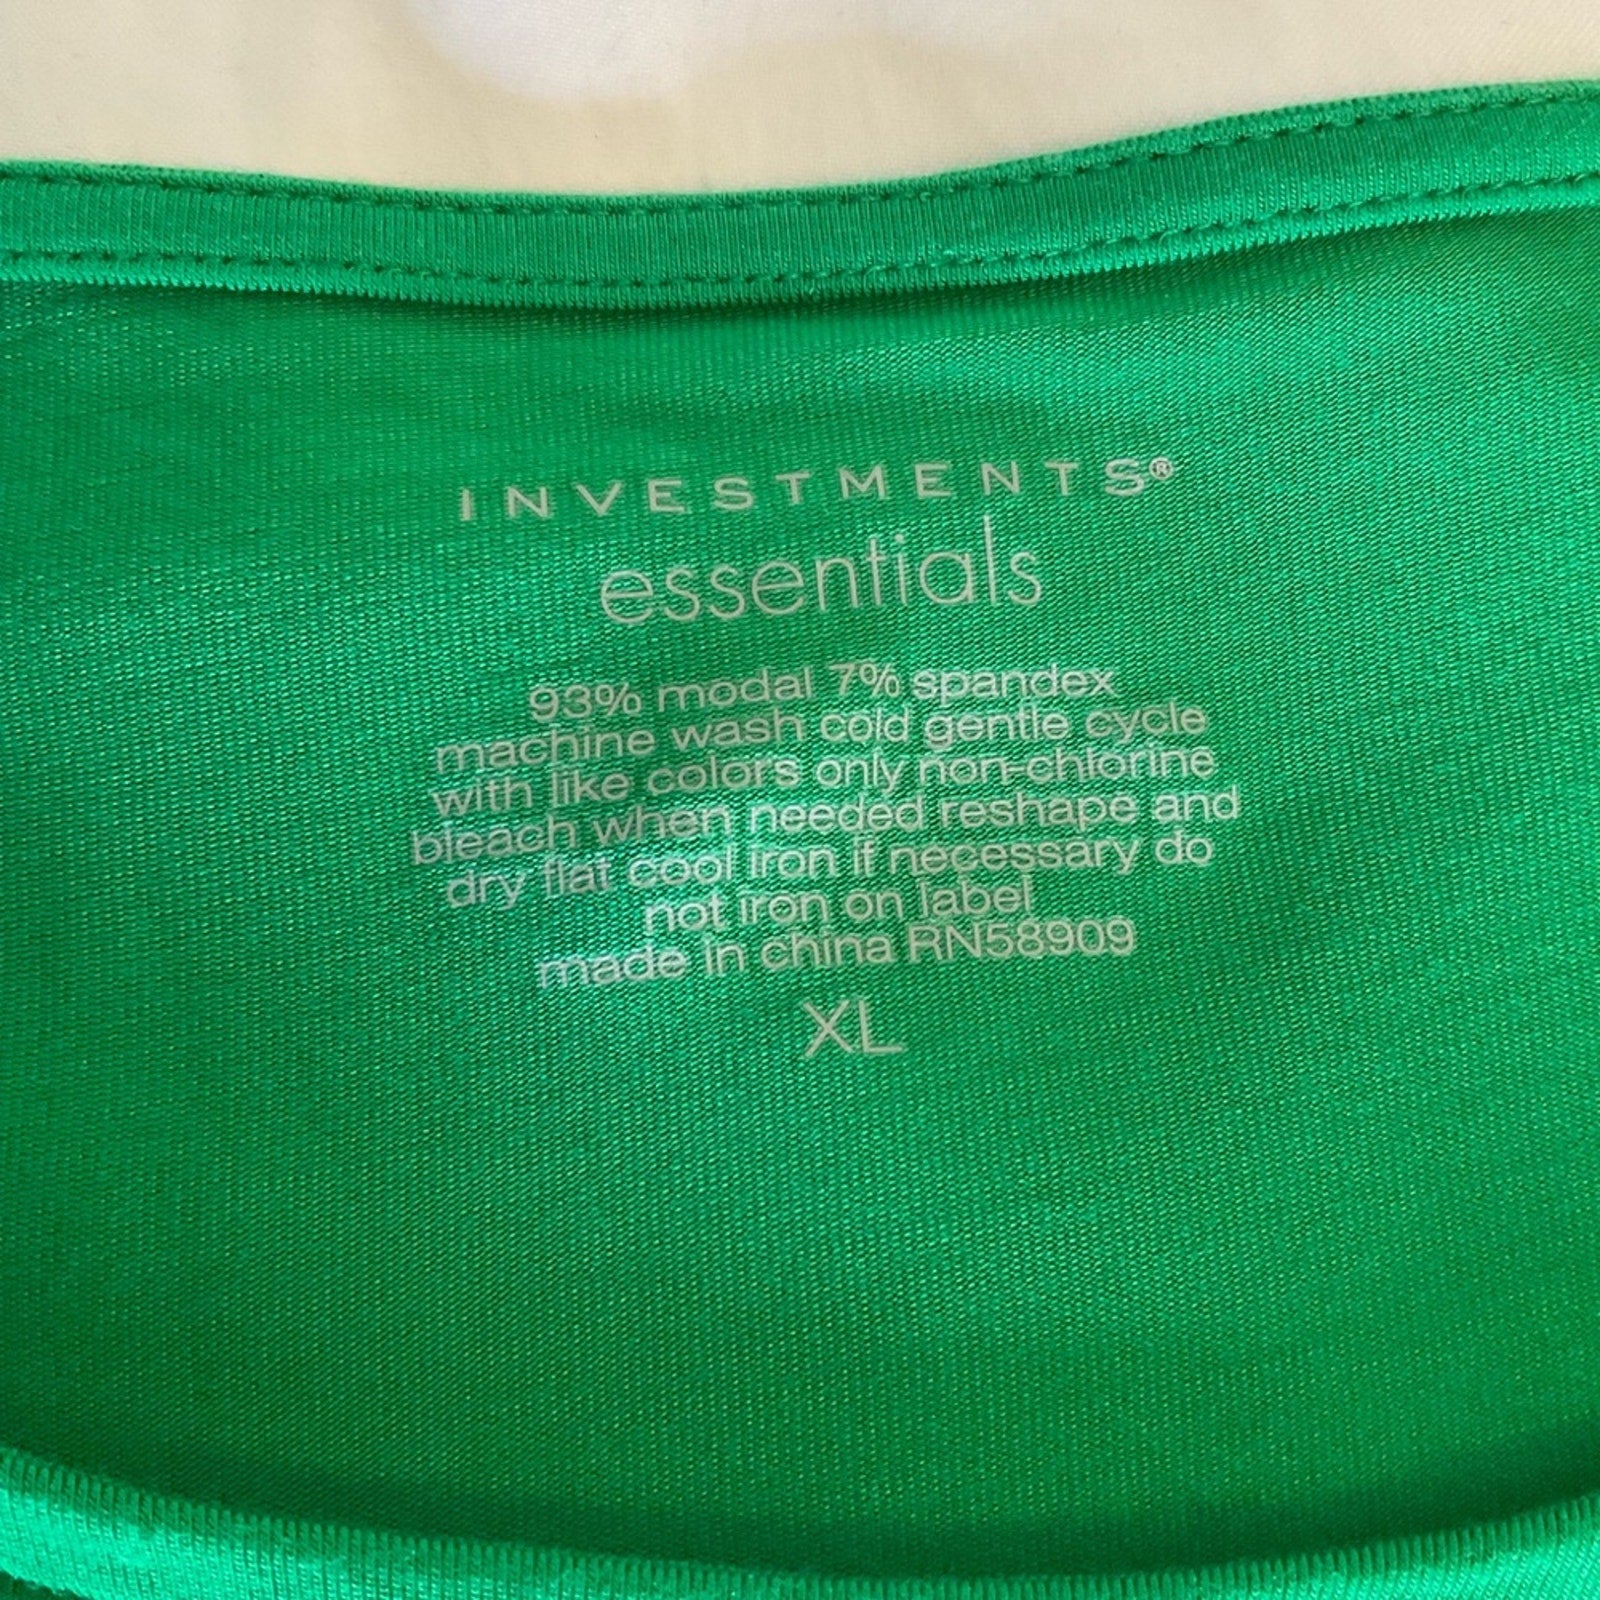 INVESTMENTS®
essentials
93% modal 7% spandex
machine wash cold gentle cycle
with like colors only non-chlorine
bleach when needed reshape and
dry flat cool iron if necessary do
not iron on label
made in china RN58909
XL